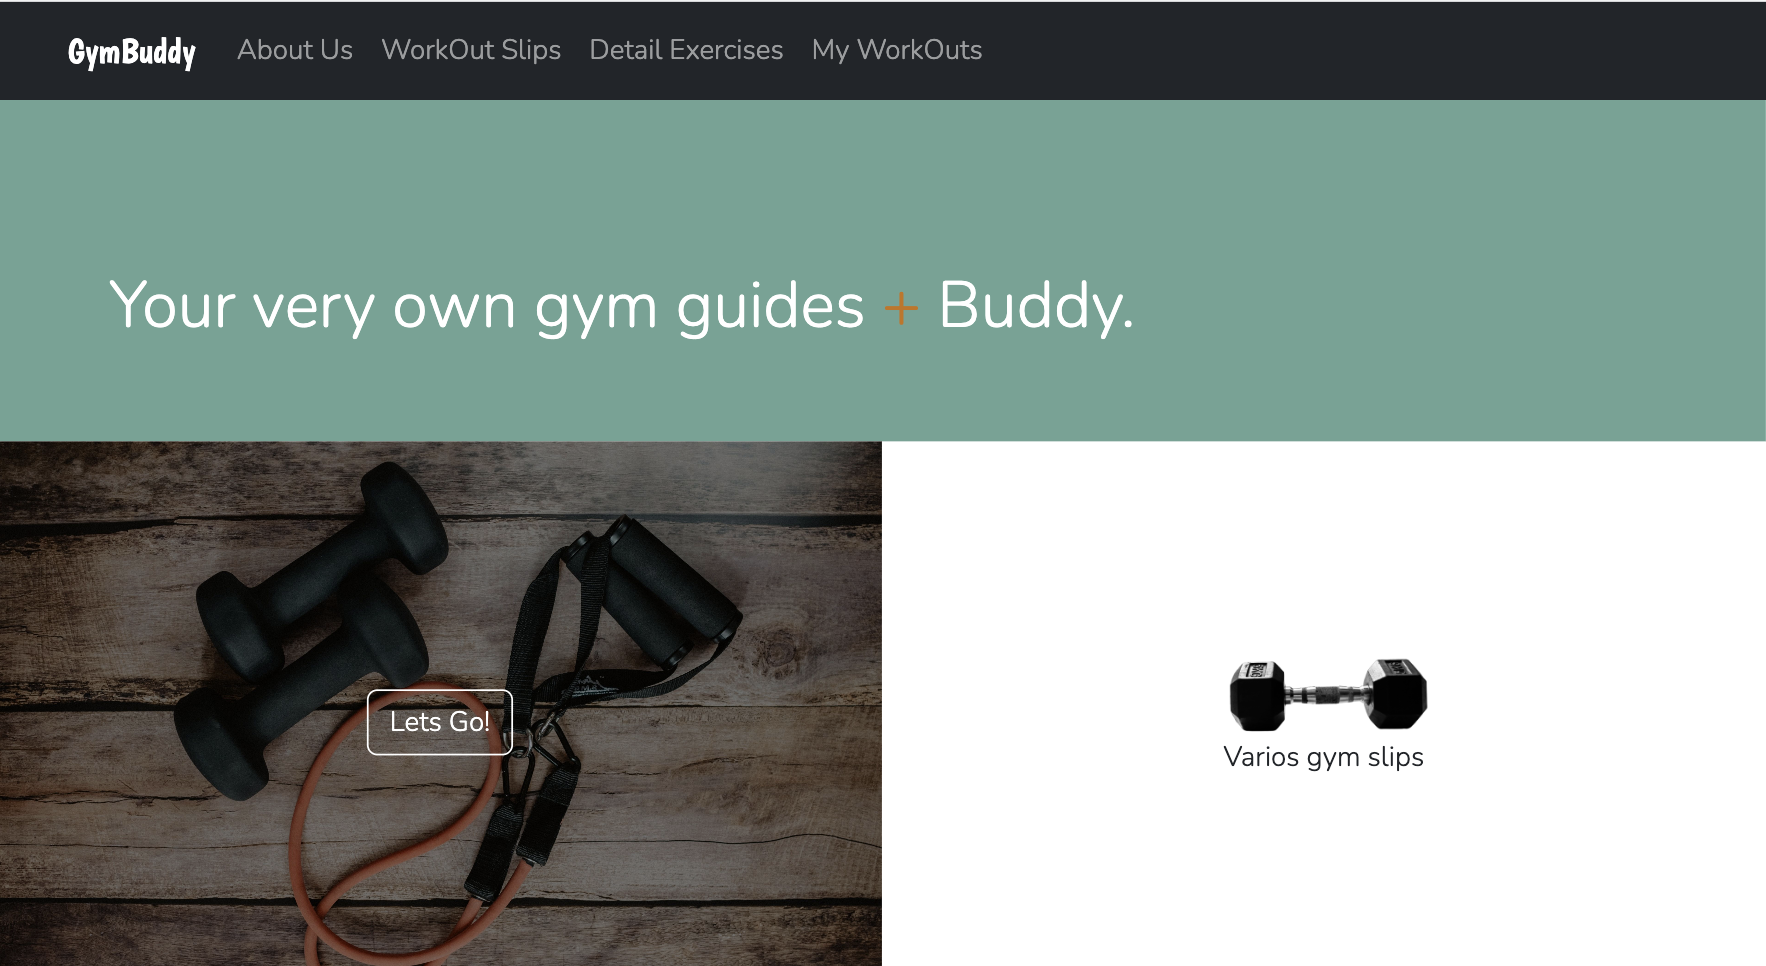 GymBuddy About Us WorkOut Slips Detail Exercises My WorkOuts
Your very own gym guides + Buddy.
Lets Go!
Varios gym slips